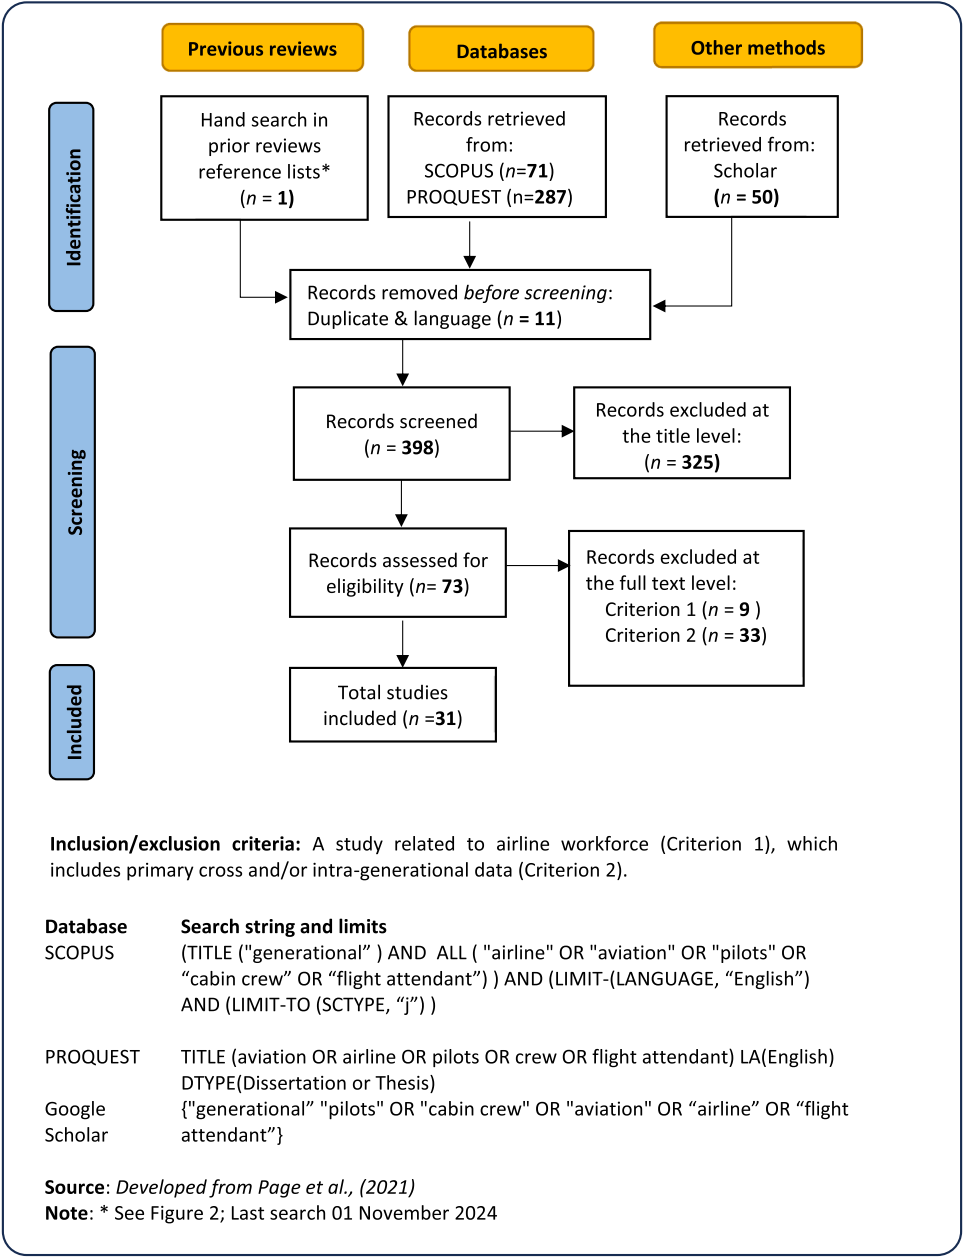 Previous reviews
Databases
Other methods
Identification
Hand search in
prior reviews
reference lists*
(n = 1)
Records retrieved
from:
SCOPUS (n=71)
PROQUEST (n=287)
Records
retrieved from:
Scholar
(n = 50)
Records removed before screening:
Duplicate & language (n = 11)
Screening
Records screened
(n = 398)
Records excluded at
the title level:
(n = 325)
Records assessed for
eligibility (n= 73)
Records excluded at
the full text level:
Criterion 1 (n = 9 )
Criterion 2 (n = 33)
Included
Total studies
included (n =31)
Inclusion/exclusion criteria: A study related to airline workforce (Criterion 1), which
includes primary cross and/or intra-generational data (Criterion 2).
Database Search string and limits
SCOPUS (TITLE ("generational” ) AND ALL ( "airline" OR "aviation" OR "pilots" OR
“cabin crew” OR “flight attendant”) ) AND (LIMIT-(LANGUAGE, “English”)
AND (LIMIT-TO (SCTYPE, “j”) )
PROQUEST TITLE (aviation OR airline OR pilots OR crew OR flight attendant) LA(English)
DTYPE(Dissertation or Thesis)
Google {"generational” "pilots" OR "cabin crew" OR "aviation" OR “airline” OR “flight
Scholar attendant”}
Source: Developed from Page et al., (2021)
Note: * See Figure 2; Last search 01 November 2024